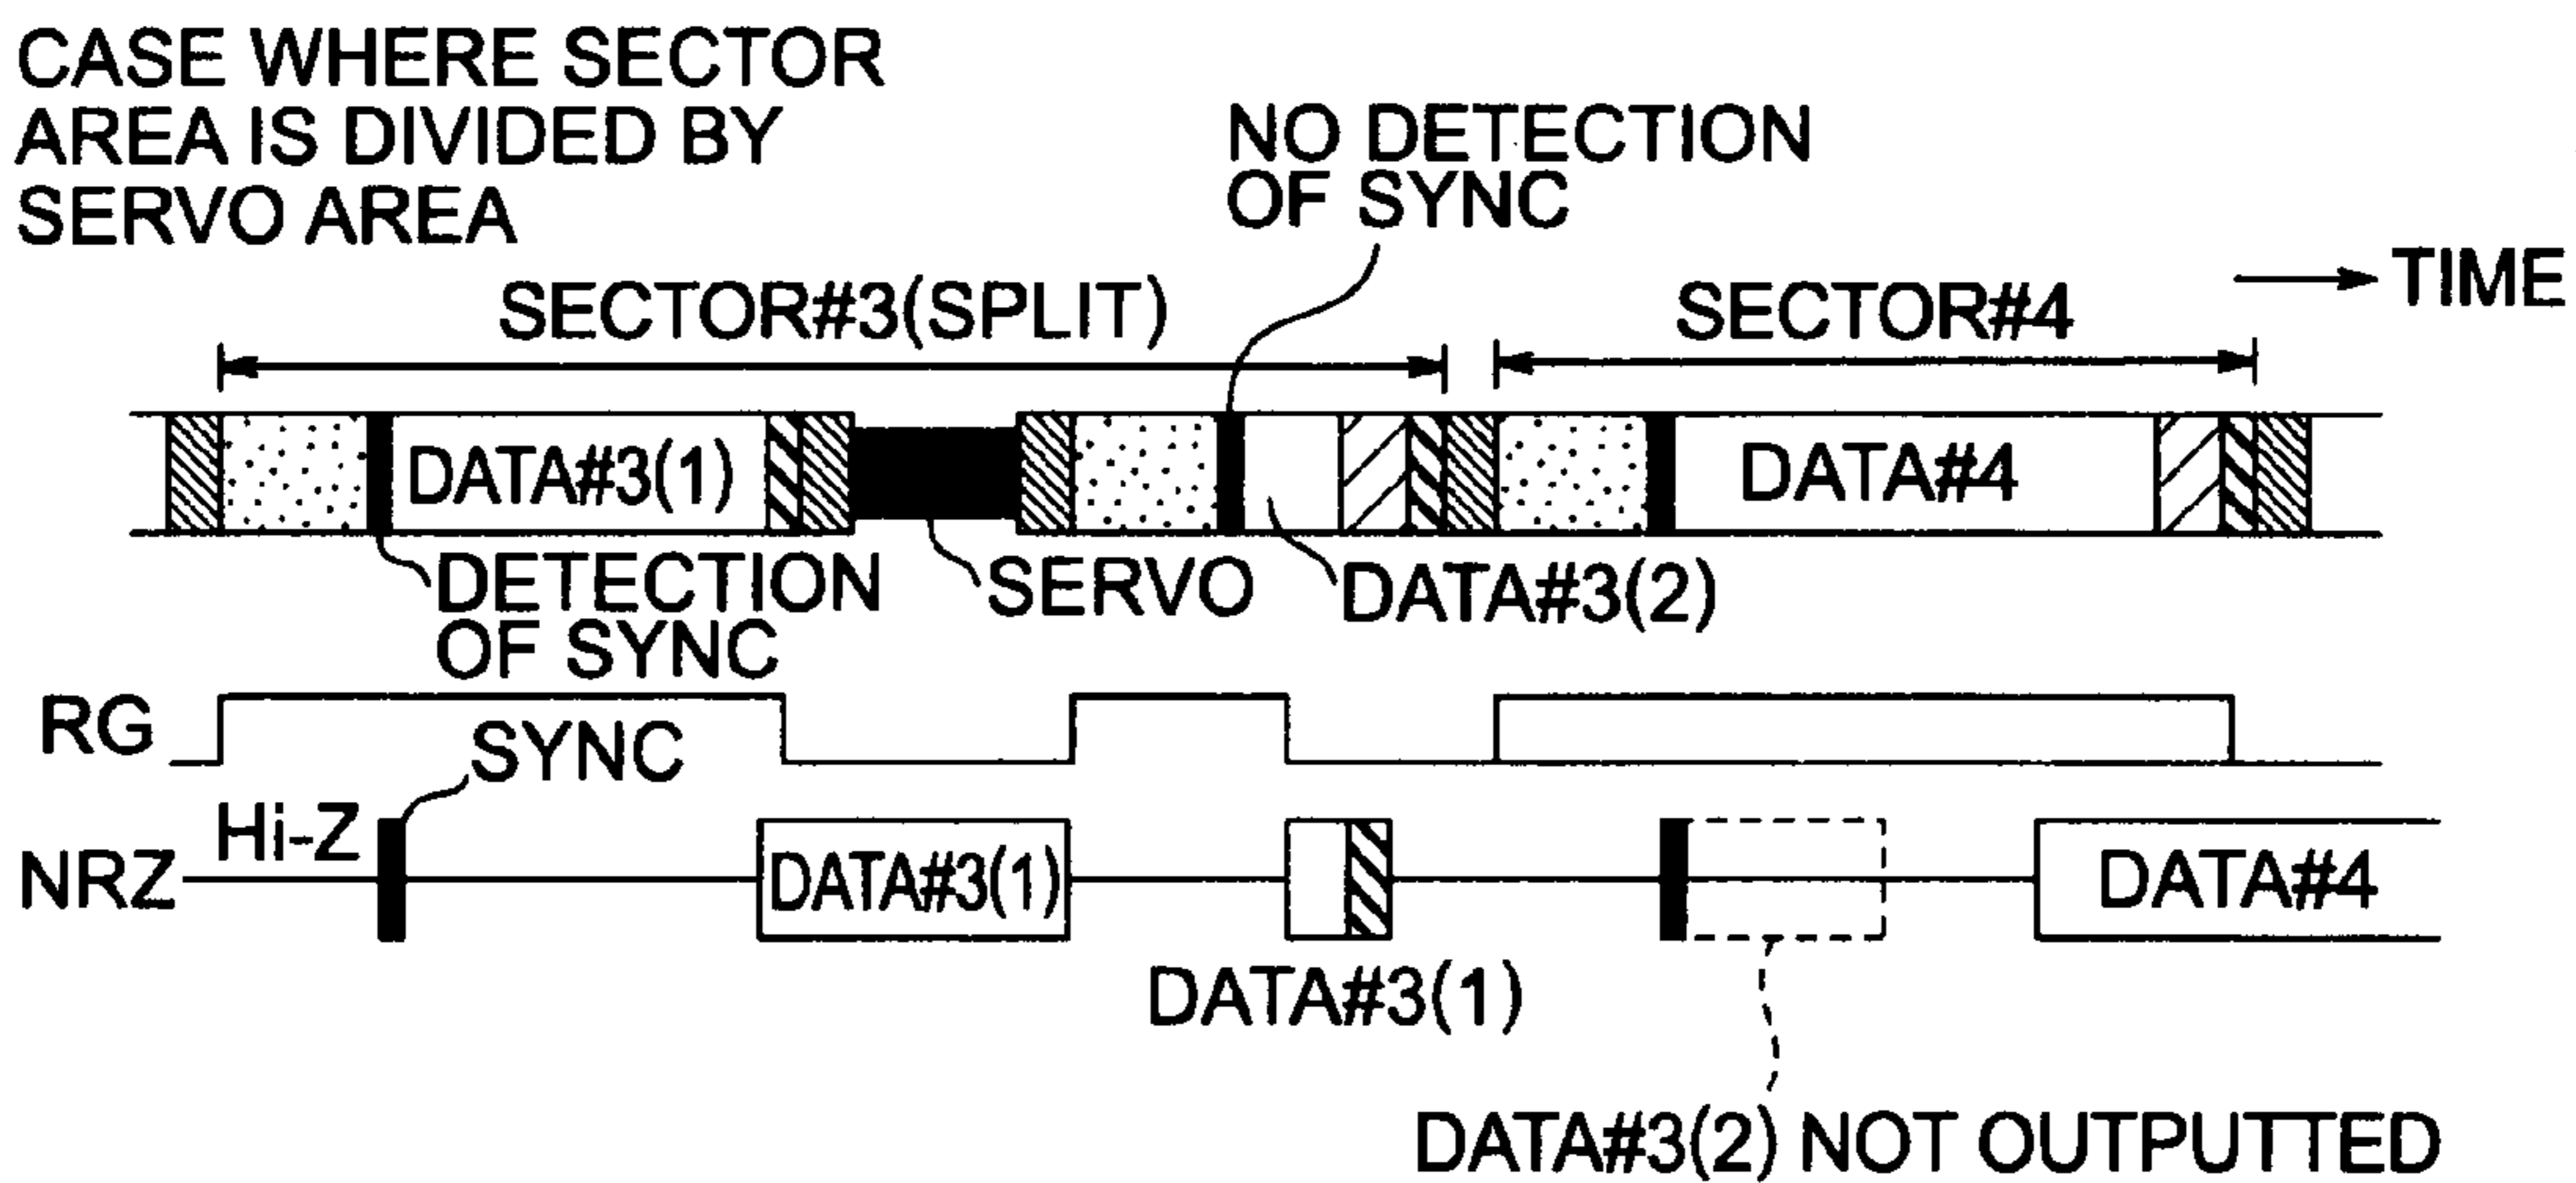 CASE WHERE SECTOR
AREA IS DIVIDED BY
SERVO AREA
NO DETECTION
OF SYNC
TIME
SECTOR#3(SPLIT)
SECTOR#4
DATA#3(1)
DATA#4
DETECTION
OF SYNC
SERVO
DATA#3(2)
RG
SYNC
Hi-Z
NRZ
DATA#3(1)
DATA#4
DATA#3(1)
DATA#3(2) NOT OUTPUTTED